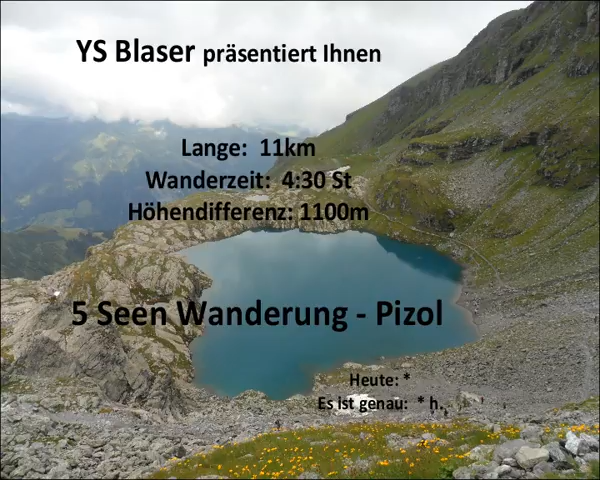 YS Blaser präsentiert Ihnen
Lange:  11km
Wanderzeit:  4:30 St
Höhendifferenz: 1100m
5 Seen Wanderung - Pizol
Heute: *
Es ist genau:  * h.